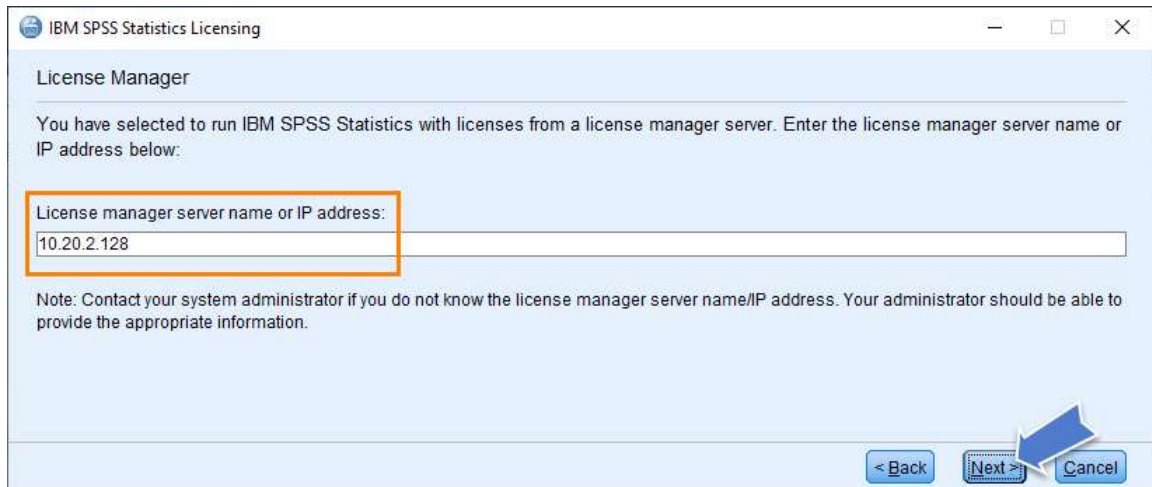 IBM SPSS Statistics Licensing
License Manager
You have selected to run IBM SPSS Statistics with licenses from a license manager server. Enter the license manager server name or
IP address below:
License manager server name or IP address:
10.20.2.128
Note: Contact your system administrator if you do not know the license manager server name/IP address. Your administrator should be able to
provide the appropriate information.
< Back Next > Cancel